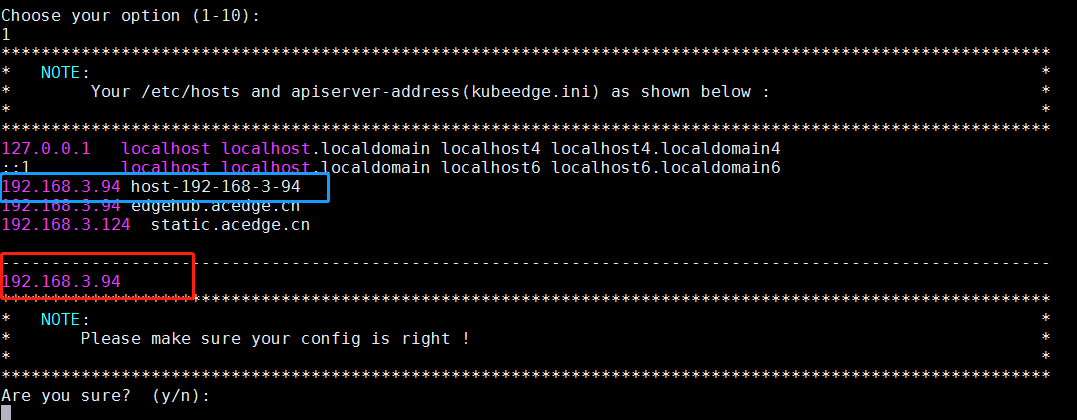 Choose your option (1-10):
1
*********************************************************************************************************
*   NOTE:                                                                                               *
*        Your /etc/hosts and apiserver-address(kubeedge.ini) as shown below :                           *
*                                                                                                       *
*********************************************************************************************************
127.0.0.1   localhost localhost.localdomain localhost4 localhost4.localdomain4
::1         localhost localhost.localdomain localhost6 localhost6.localdomain6
192.168.3.94 host-192-168-3-94
192.168.3.94 edgehub.acedge.cn
192.168.3.124  static.acedge.cn
---------------------------------------------------------------------------------------------------------
192.168.3.94
*********************************************************************************************************
*   NOTE:                                                                                               *
*       Please make sure your config is right !                                                         *
*                                                                                                       *
*********************************************************************************************************
Are you sure?  (y/n):